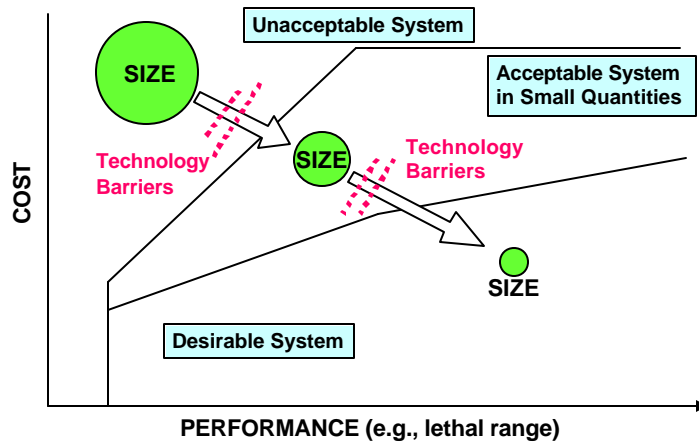 Unacceptable System
SIZE
Acceptable System
in Small Quantities
Technology
Barriers
SIZE
Technology
Barriers
COST
SIZE
Desirable System
PERFORMANCE (e.g., lethal range)